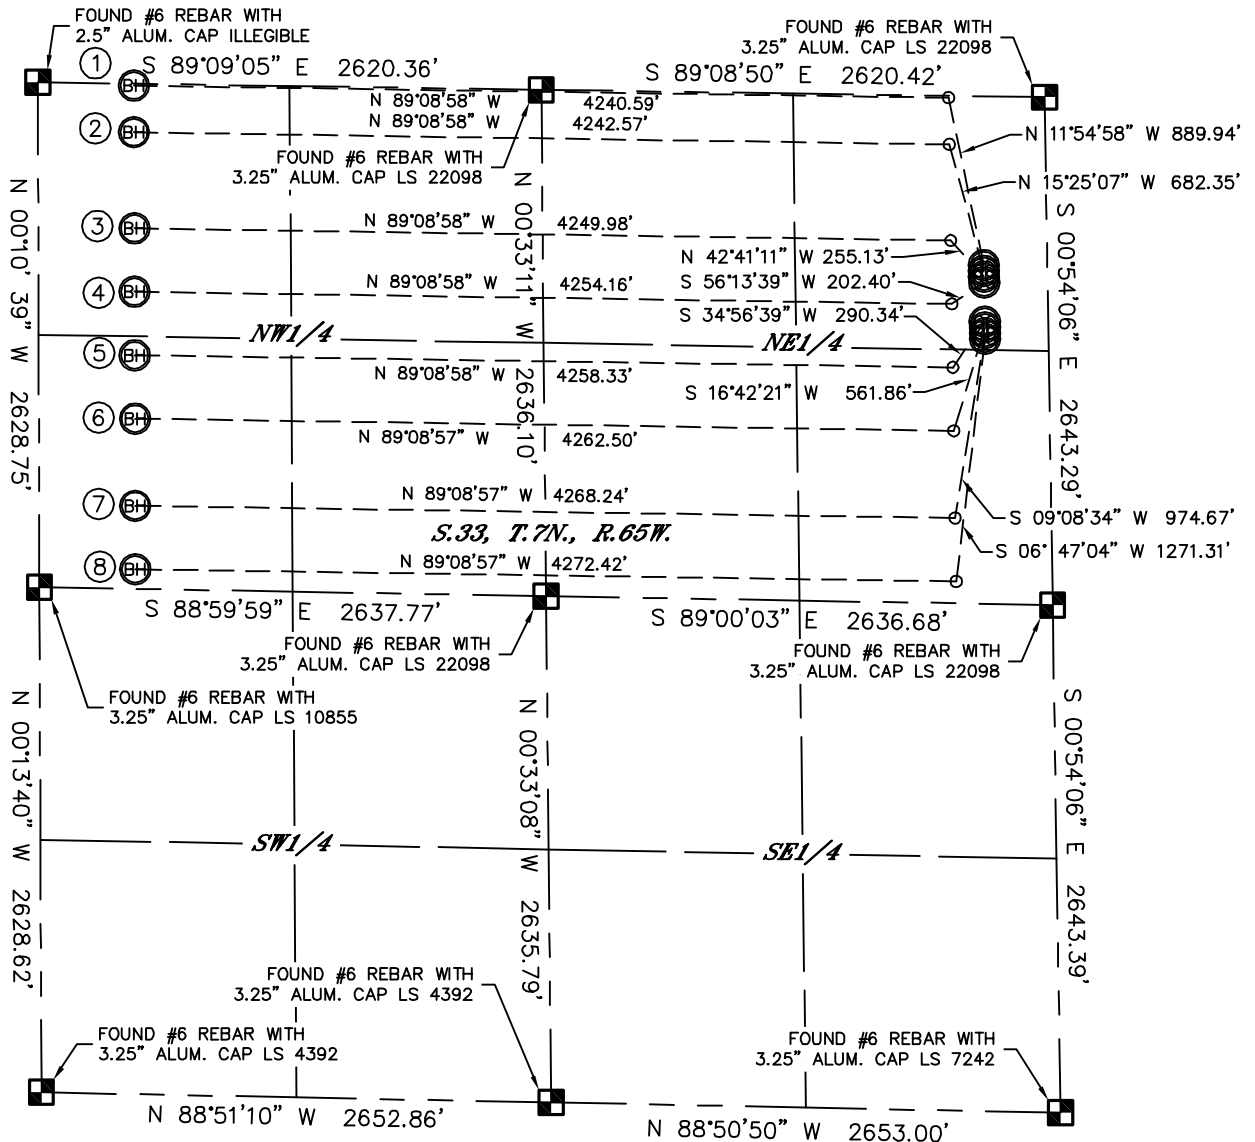 FOUND #6 REBAR WITH
2.5" ALUM. CAP ILLEGIBLE
FOUND #6 REBAR WITH
3.25" ALUM. CAP LS 22098
1
BH
S 89°09'05" E 2620.36'
S 89°08'50" E 2620.42'
N 89°08'58" W 4240.59'
N 89°08'58" W 4242.57'
2
BH
N 11°54'58" W 889.94'
FOUND #6 REBAR WITH
3.25" ALUM. CAP LS 22098
N 15°25'07" W 682.35'
N 00°10' 39" W 2628.75'
N 00°33'11" W 2636.10'
S 00°54'06" E 2643.29'
3
BH
N 89°08'58" W 4249.98'
N 42°41'11" W 255.13'
4
BH
N 89°08'58" W 4254.16'
S 56°13'39" W 202.40'
S 34°56'39" W 290.34'
NW1/4
NE1/4
5
BH
N 89°08'58" W 4258.33'
S 16°42'21" W 561.86'
6
BH
N 89°08'57" W 4262.50'
7
BH
N 89°08'57" W 4268.24'
S 09°08'34" W 974.67'
S.33, T.7N., R.65W.
S 06° 47'04" W 1271.31'
8
BH
N 89°08'57" W 4272.42'
S 88°59'59" E 2637.77'
S 89°00'03" E 2636.68'
FOUND #6 REBAR WITH
3.25" ALUM. CAP LS 22098
FOUND #6 REBAR WITH
3.25" ALUM. CAP LS 22098
FOUND #6 REBAR WITH
3.25" ALUM. CAP LS 10855
N 00°13'40" W 2628.62'
N 00°33'08" W 2635.79'
S 00°54'06" E 2643.39'
SW1/4
SE1/4
FOUND #6 REBAR WITH
3.25" ALUM. CAP LS 4392
FOUND #6 REBAR WITH
3.25" ALUM. CAP LS 4392
FOUND #6 REBAR WITH
3.25" ALUM. CAP LS 7242
N 88°51'10" W 2652.86'
N 88°50'50" W 2653.00'